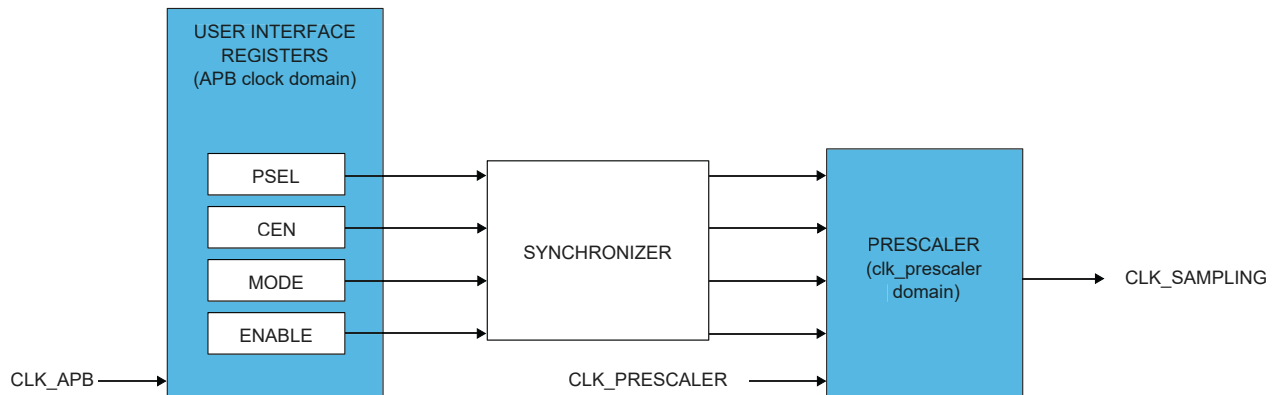 USER INTERFACE
REGISTERS
(APB clock domain)
PSEL
CEN
MODE
ENABLE
CLK_APB
SYNCHRONIZER
CLK_PRESCALER
PRESCALER
(clk_prescaler
domain)
CLK_SAMPLING